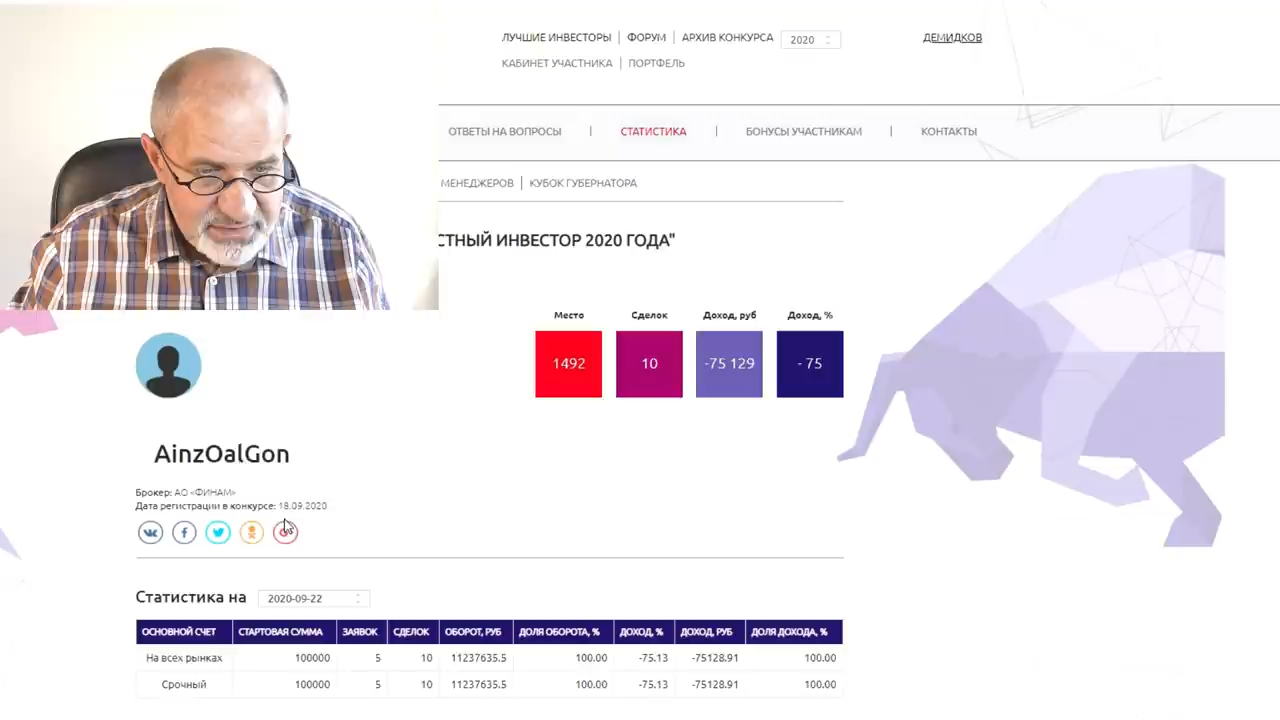 ЛУЧШИЕ ИНВЕСТОРЫ | ФОРУМ | АРХИВ КОНКУРСА 2020 ДЕМИДКОВ
КАБИНЕТ УЧАСТНИКА | ПОРТФЕЛЬ
ОТВЕТЫ НА ВОПРОСЫ | СТАТИСТИКА | БОНУСЫ УЧАСТНИКАМ | КОНТАКТЫ
МЕНЕДЖЕРОВ | КУБОК ГУБЕРНАТОРА
СТНЫЙ ИНВЕСТОР 2020 ГОДА"
Место Сделок Доход, руб Доход, %
1492 10 -75 129 - 75
AinzOalGon
Брокер: АО «ФИНАМ»
Дата регистрации в конкурсе: 18.09.2020
Статистика на 2020-09-22
ОСНОВНОЙ СЧЕТ СТАРТОВАЯ СУММА ЗАЯВОК СДЕЛОК ОБОРОТ, РУБ ДОЛЯ ОБОРОТА, % ДОХОД, % ДОХОД, РУБ ДОЛЯ ДОХОДА, %
На всех рынках 100000 5 10 11237635.5 100.00 -75.13 -75128.91 100.00
Срочный 100000 5 10 11237635.5 100.00 -75.13 -75128.91 100.00